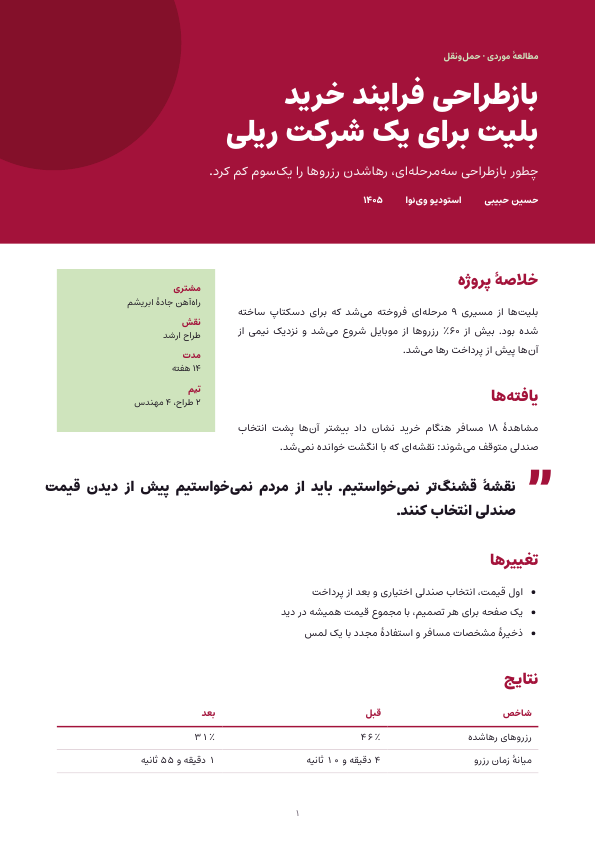 مطالعهٔ موردی · حمل‌ونقل
بازطراحی فرایند خرید
بلیت برای یک شرکت ریلی
چطور بازطراحی سه‌مرحله‌ای، رهاشدن رزروها را یک‌سوم کم کرد.
حسین حبیبی استودیو وی‌نوا ۱۴۰۵
خلاصهٔ پروژه
بلیت‌ها از مسیری ۹ مرحله‌ای فروخته می‌شد که برای دسکتاپ ساخته
شده بود. بیش از ۶۰٪ رزروها از موبایل شروع می‌شد و نزدیک نیمی از
آن‌ها پیش از پرداخت رها می‌شد.
مشتری
راه‌آهن جادهٔ ابریشم
نقش
طراح ارشد
مدت
۱۴ هفته
تیم
۲ طراح، ۴ مهندس
یافته‌ها
مشاهدهٔ ۱۸ مسافر هنگام خرید نشان داد بیشتر آن‌ها پشت انتخاب
صندلی متوقف می‌شوند: نقشه‌ای که با انگشت خوانده نمی‌شد.
"
نقشهٔ قشنگ‌تر نمی‌خواستیم. باید از مردم نمی‌خواستیم پیش از دیدن قیمت
صندلی انتخاب کنند.
تغییرها
• اول قیمت، انتخاب صندلی اختیاری و بعد از پرداخت
• یک صفحه برای هر تصمیم، با مجموع قیمت همیشه در دید
• ذخیرهٔ مشخصات مسافر و استفادهٔ مجدد با یک لمس
نتایج
شاخص قبل بعد
رزروهای رهاشده ۴۶٪ ۳۱٪
میانهٔ زمان رزرو ۴ دقیقه و ۱۰ ثانیه ۱ دقیقه و ۵۵ ثانیه
۱